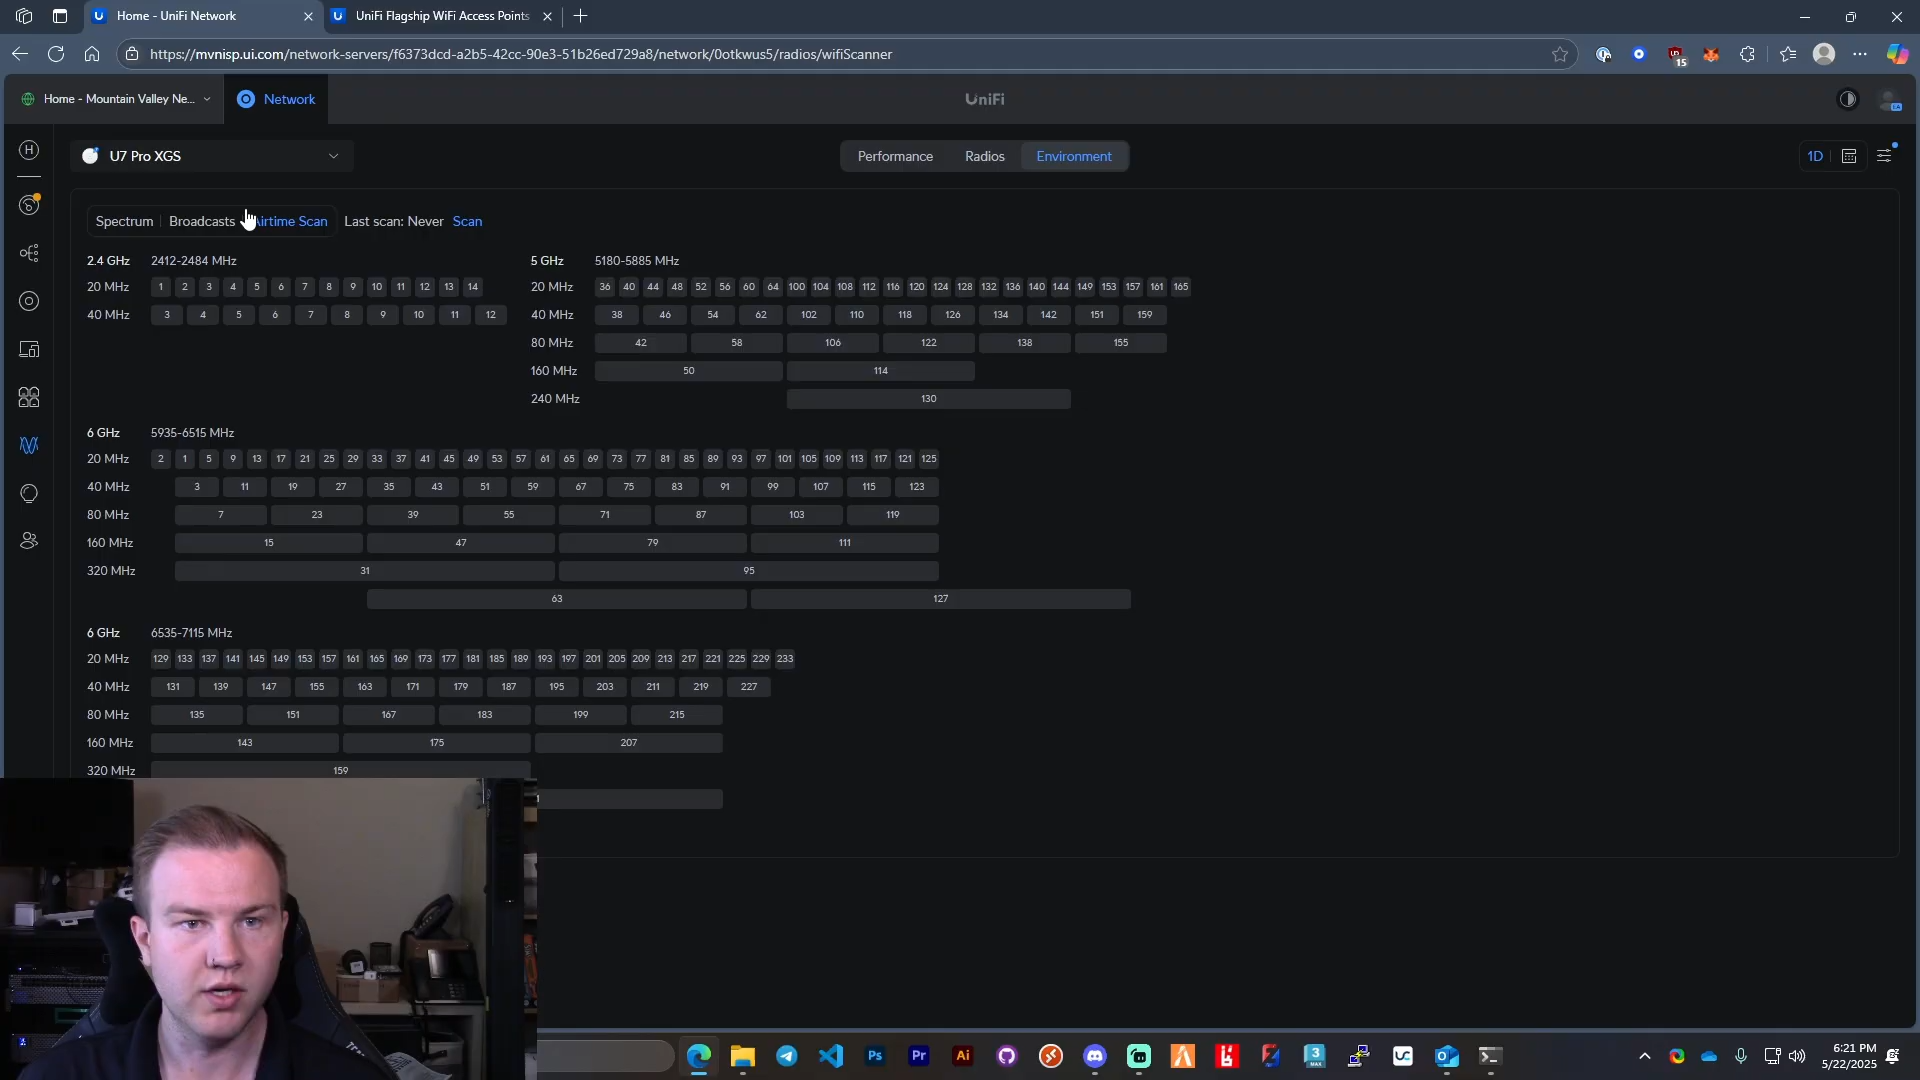 Home - UniFi Network
UniFi Flagship WiFi Access Points
https://mvnisp.ui.com/network-servers/f6373dcd-a2b5-42cc-90e3-51b26ed729a8/network/0otkwus5/radios/wifiScanner
15
Home - Mountain Valley Ne...
Network
UniFi
U7 Pro XGS
Performance
Radios
Environment
1D
Spectrum
Broadcasts
Airtime Scan
Last scan: Never
Scan
2.4 GHz 2412-2484 MHz
20 MHz 1 2 3 4 5 6 7 8 9 10 11 12 13 14
40 MHz 3 4 5 6 7 8 9 10 11 12
5 GHz 5180-5885 MHz
20 MHz 36 40 44 48 52 56 60 64 100 104 108 112 116 120 124 128 132 136 140 144 149 153 157 161 165
40 MHz 38 46 54 62 102 110 118 126 134 142 151 159
80 MHz 42 58 106 122 138 155
160 MHz 50 114
240 MHz 130
6 GHz 5935-6515 MHz
20 MHz 2 1 5 9 13 17 21 25 29 33 37 41 45 49 53 57 61 65 69 73 77 81 85 89 93 97 101 105 109 113 117 121 125
40 MHz 3 11 19 27 35 43 51 59 67 75 83 91 99 107 115 123
80 MHz 7 23 39 55 71 87 103 119
160 MHz 15 47 79 111
320 MHz 31 95
63 127
6 GHz 6535-7115 MHz
20 MHz 129 133 137 141 145 149 153 157 161 165 169 173 177 181 185 189 193 197 201 205 209 213 217 221 225 229 233
40 MHz 131 139 147 155 163 171 179 187 195 203 211 219 227
80 MHz 135 151 167 183 199 215
160 MHz 143 175 207
320 MHz 159
Ps
Pr
Ai
3
MAX
UC
6:21 PM
5/22/2025